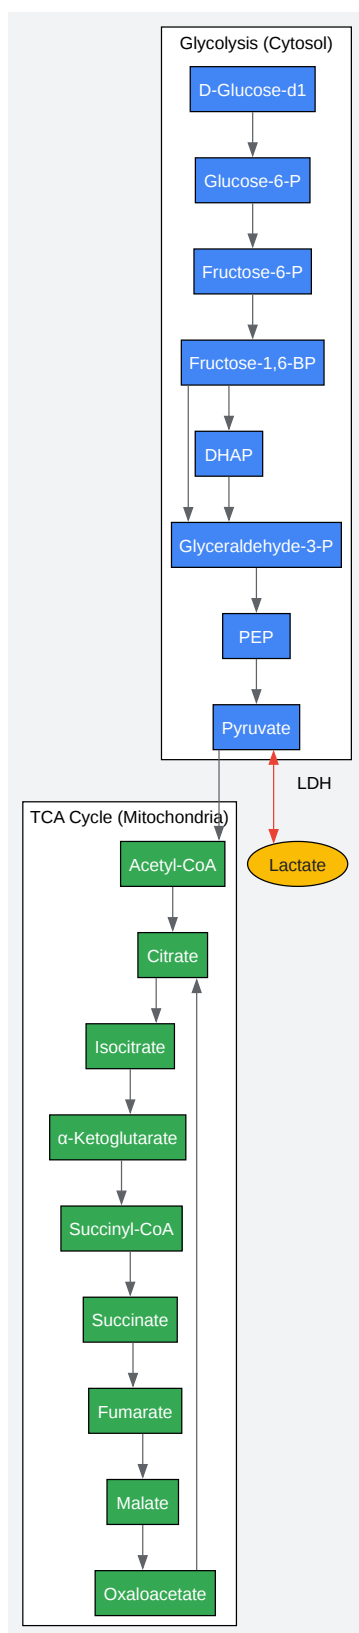 Glycolysis (Cytosol)
D-Glucose-d1
Glucose-6-P
Fructose-6-P
Fructose-1,6-BP
DHAP
Glyceraldehyde-3-P
PEP
Pyruvate
LDH
TCA Cycle (Mitochondria)
Acetyl-CoA
Lactate
Citrate
Isocitrate
α-Ketoglutarate
Succinyl-CoA
Succinate
Fumarate
Malate
Oxaloacetate